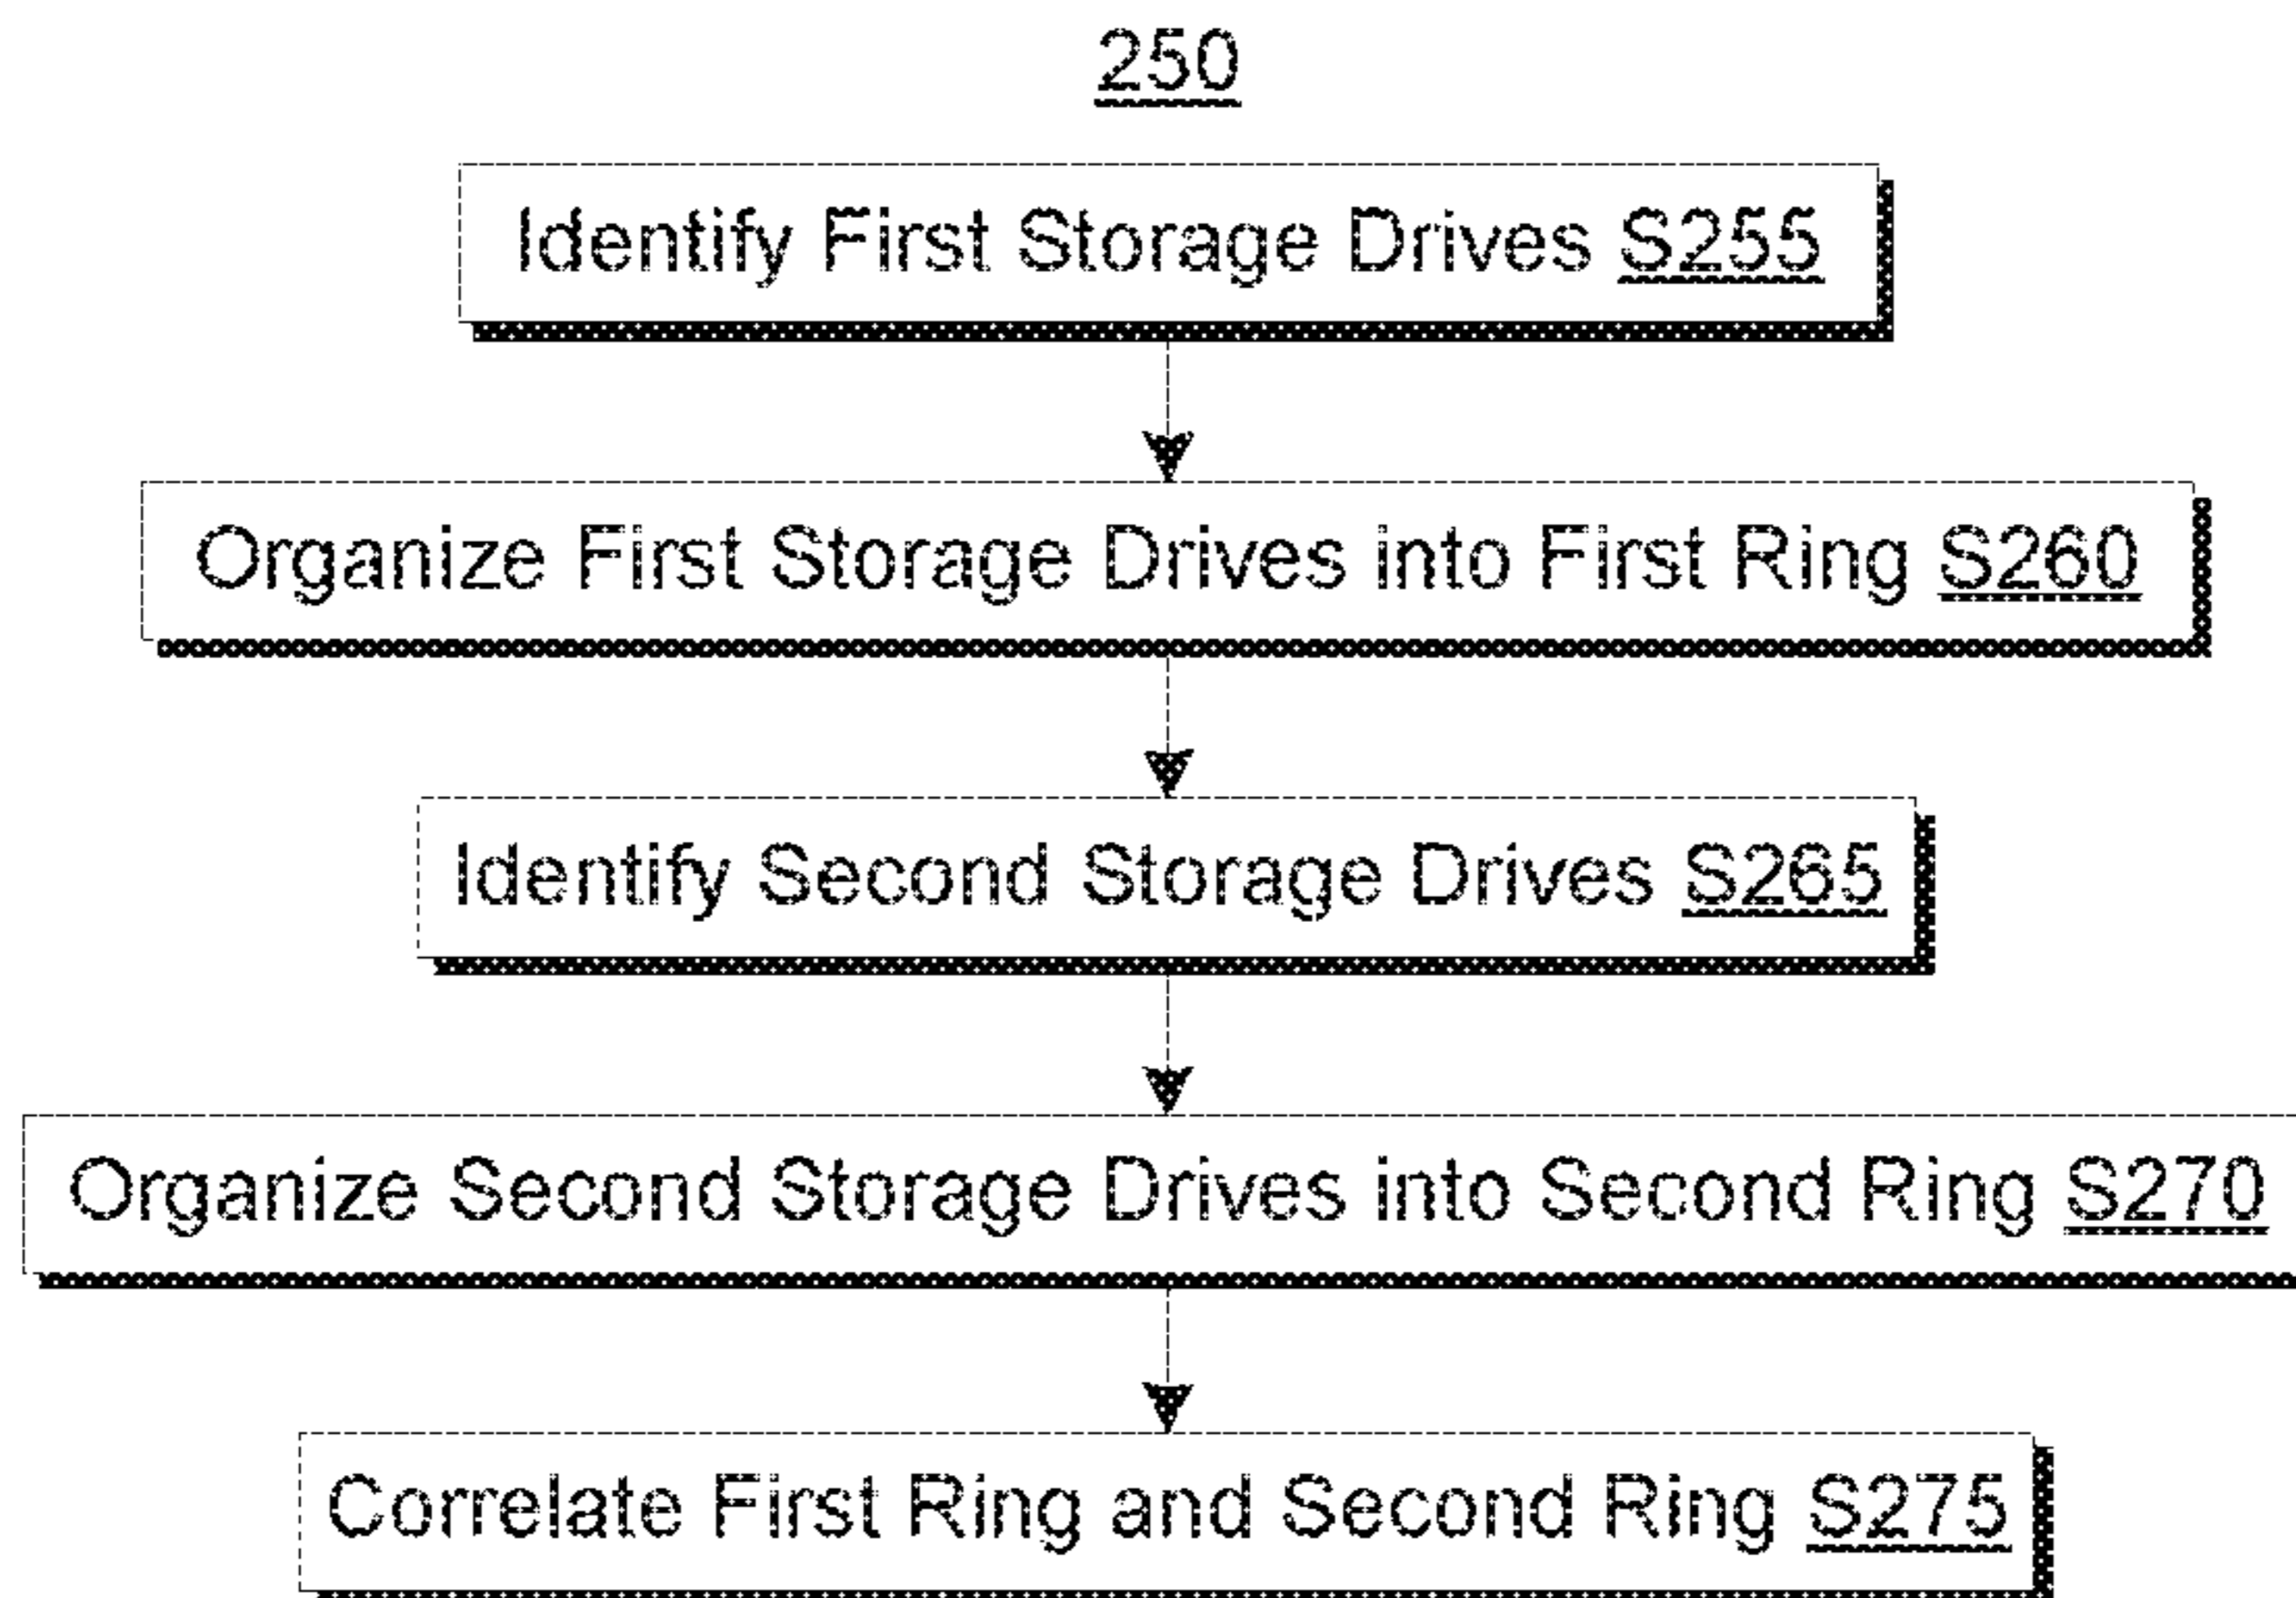 250
Identify First Storage Drives S255
Organize First Storage Drives into First Ring S260
Identify Second Storage Drives S265
Organize Second Storage Drives into Second Ring S270
Correlate First Ring and Second Ring S275